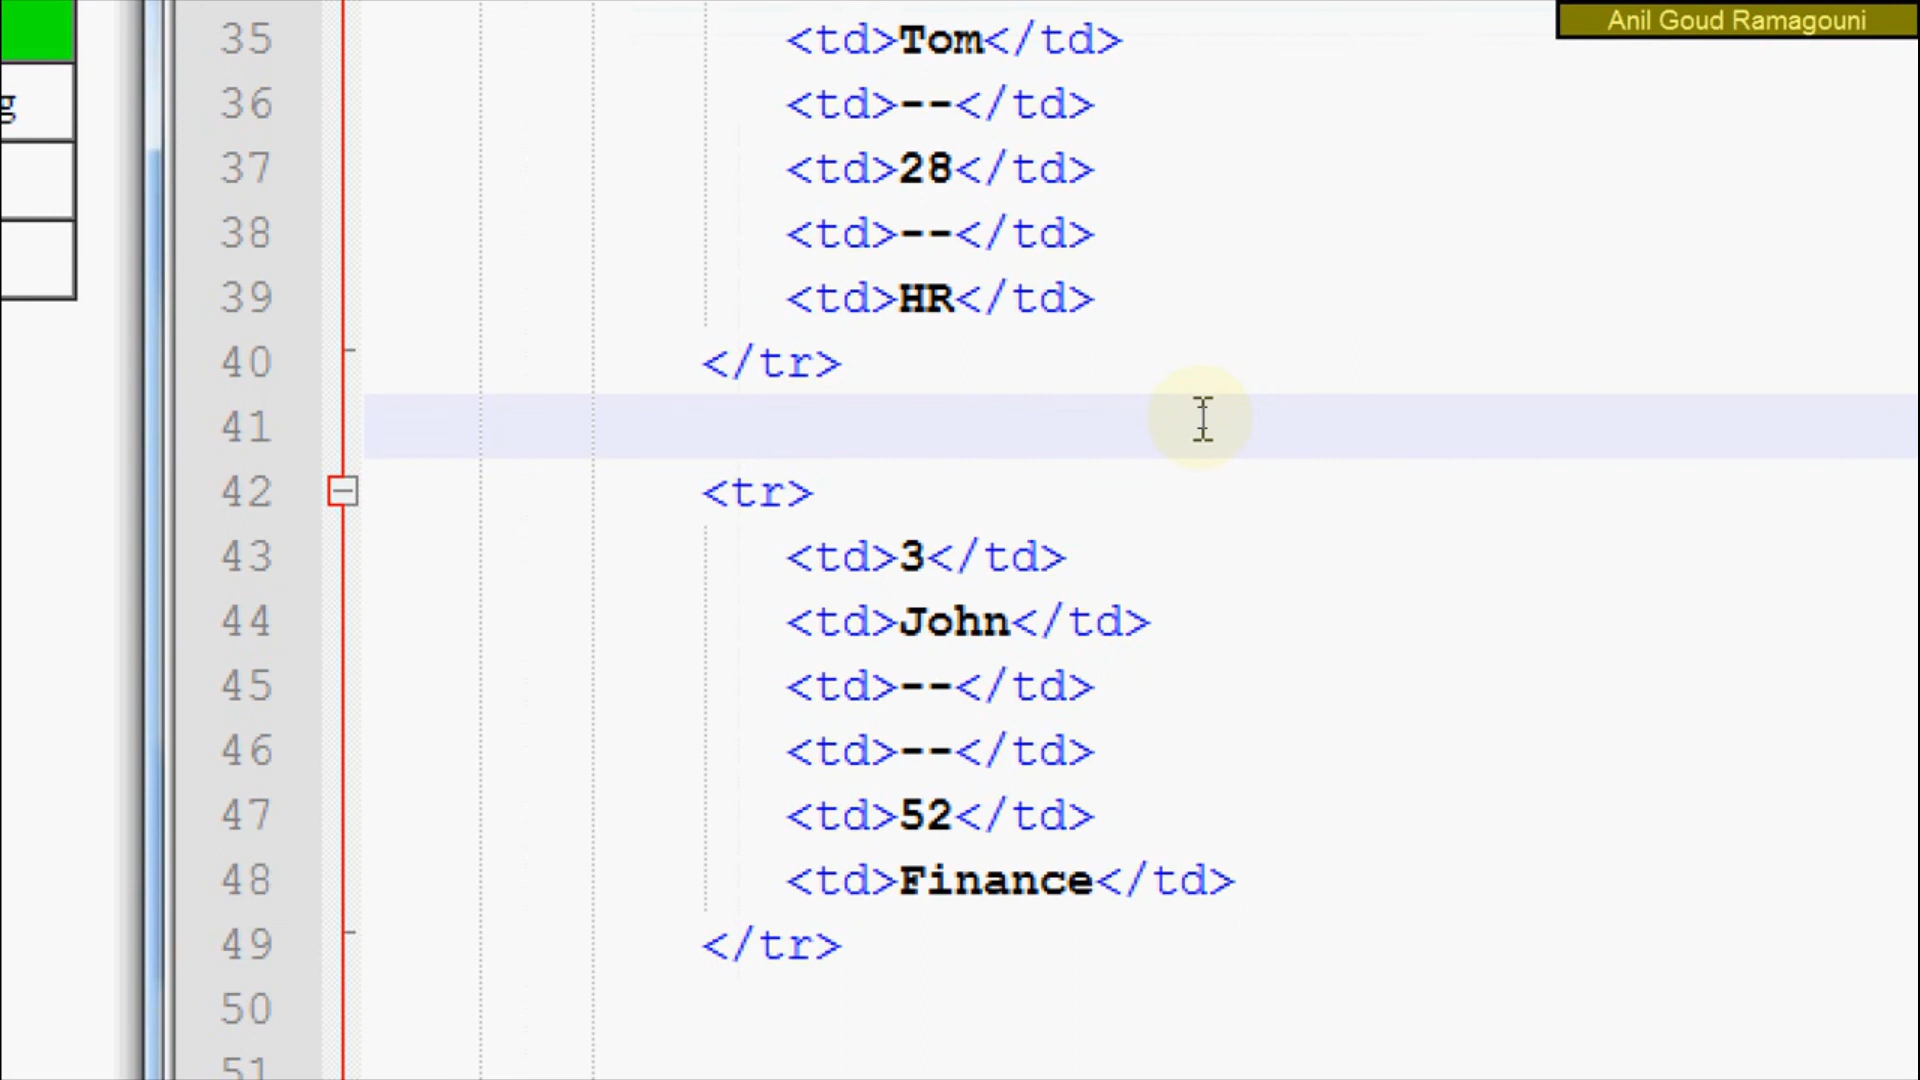 Anil Goud Ramagouni
g
35 <td>Tom</td>
36 <td>--</td>
37 <td>28</td>
38 <td>--</td>
39 <td>HR</td>
40 </tr>
41
42 <tr>
43 <td>3</td>
44 <td>John</td>
45 <td>--</td>
46 <td>--</td>
47 <td>52</td>
48 <td>Finance</td>
49 </tr>
50
51